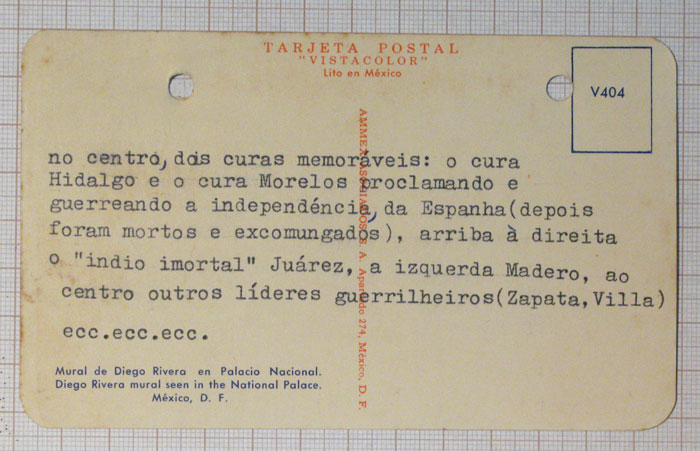 TARJETA POSTAL
"VISTACOLOR"
Lito en México
V404
no centro, dois curas memoráveis: o cura
Hidalgo e o cura Morelos proclamando e
guerreando a independéncia, da Espanha(depois
foram mortos e excomungados), arriba à direita
o "indio imortal" Juárez, a izquerda Madero, ao
centro outros líderes guerrilheiros(Zapata,Villa)
ecc.ecc.ecc.
AMMEX ASOCIADOS, S. A. Apartado 274, México, D. F.
Mural de Diego Rivera en Palacio Nacional.
Diego Rivera mural seen in the National Palace.
México, D. F.